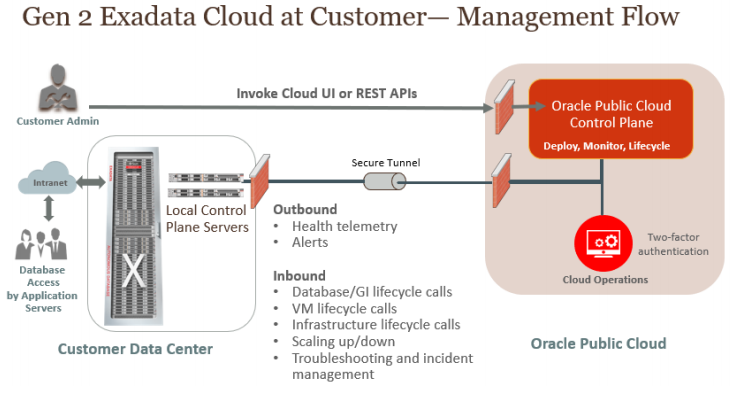 Gen 2 Exadata Cloud at Customer— Management Flow
Invoke Cloud UI or REST APIs
Customer Admin
Oracle Public Cloud
Control Plane
Deploy, Monitor, Lifecycle
Secure Tunnel
Intranet
Local Control
Plane Servers
X
Database
Access
by Application
Servers
Outbound
• Health telemetry
• Alerts
Inbound
• Database/GI lifecycle calls
• VM lifecycle calls
• Infrastructure lifecycle calls
• Scaling up/down
• Troubleshooting and incident
management
Two-factor
authentication
Cloud Operations
Customer Data Center
Oracle Public Cloud